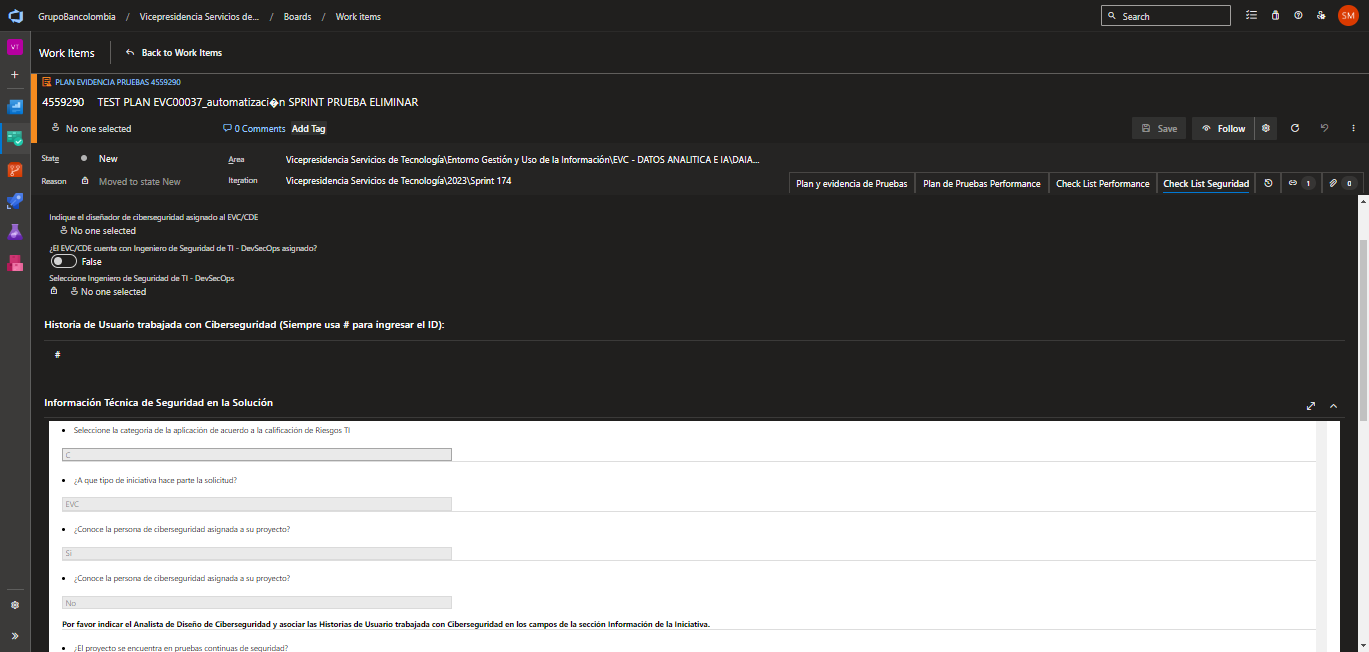 GrupoBancolombia / Vicepresidencia Servicios de... / Boards / Work items
Search
SM
VT
Work Items
Back to Work Items
PLAN EVIDENCIA PRUEBAS 4559290
4559290 TEST PLAN EVC00037_automatizaci�n SPRINT PRUEBA ELIMINAR
No one selected
0 Comments
Add Tag
Save
Follow
State New
Area Vicepresidencia Servicios de Tecnología\Entorno Gestión y Uso de la Información\EVC - DATOS ANALITICA E IA\DAIA...
Reason Moved to state New
Iteration Vicepresidencia Servicios de Tecnología\2023\Sprint 174
Plan y evidencia de Pruebas
Plan de Pruebas Performance
Check List Performance
Check List Seguridad
1
0
Indique el diseñador de ciberseguridad asignado al EVC/CDE
No one selected
¿El EVC/CDE cuenta con Ingeniero de Seguridad de TI - DevSecOps asignado?
False
Seleccione Ingeniero de Seguridad de TI - DevSecOps
No one selected
Historia de Usuario trabajada con Ciberseguridad (Siempre usa # para ingresar el ID):
#
Información Técnica de Seguridad en la Solución
• Seleccione la categoria de la aplicación de acuerdo a la calificación de Riesgos TI
C
• ¿A que tipo de iniciativa hace parte la solicitud?
EVC
• ¿Conoce la persona de ciberseguridad asignada a su proyecto?
Si
• ¿Conoce la persona de ciberseguridad asignada a su proyecto?
No
Por favor indicar el Analista de Diseño de Ciberseguridad y asociar las Historias de Usuario trabajada con Ciberseguridad en los campos de la sección Información de la Iniciativa.
• ¿El proyecto se encuentra en pruebas continuas de seguridad?